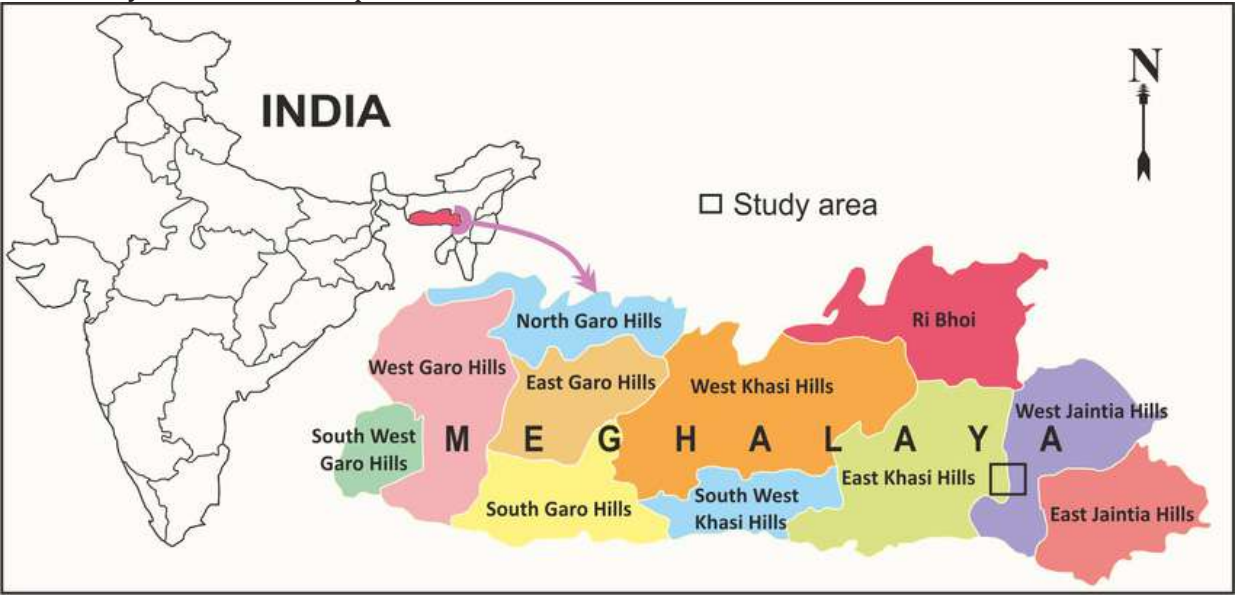 INDIA
N
Study area
North Garo Hills
Ri Bhoi
West Garo Hills
East Garo Hills
West Khasi Hills
West Jaintia Hills
South West
Garo Hills
M E G H A L A Y A
East Khasi Hills
South West
Khasi Hills
South Garo Hills
East Jaintia Hills